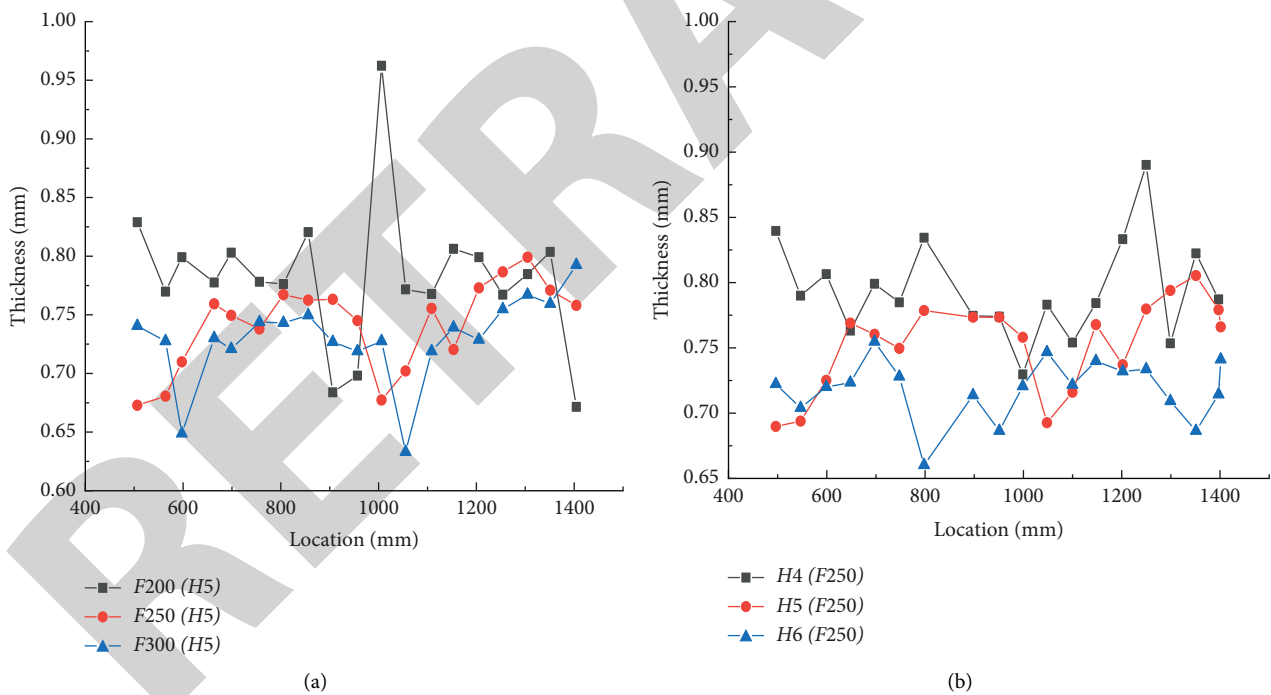 1.00
0.95
0.90
0.85
0.80
0.75
0.70
0.65
0.60
Thickness (mm)
400 600 800 1000 1200 1400
Location (mm)
F200 (H5)
F250 (H5)
F300 (H5)
(a)
1.00
0.95
0.90
0.85
0.80
0.75
0.70
0.65
Thickness (mm)
400 600 800 1000 1200 1400
Location (mm)
H4 (F250)
H5 (F250)
H6 (F250)
(b)
RETRA